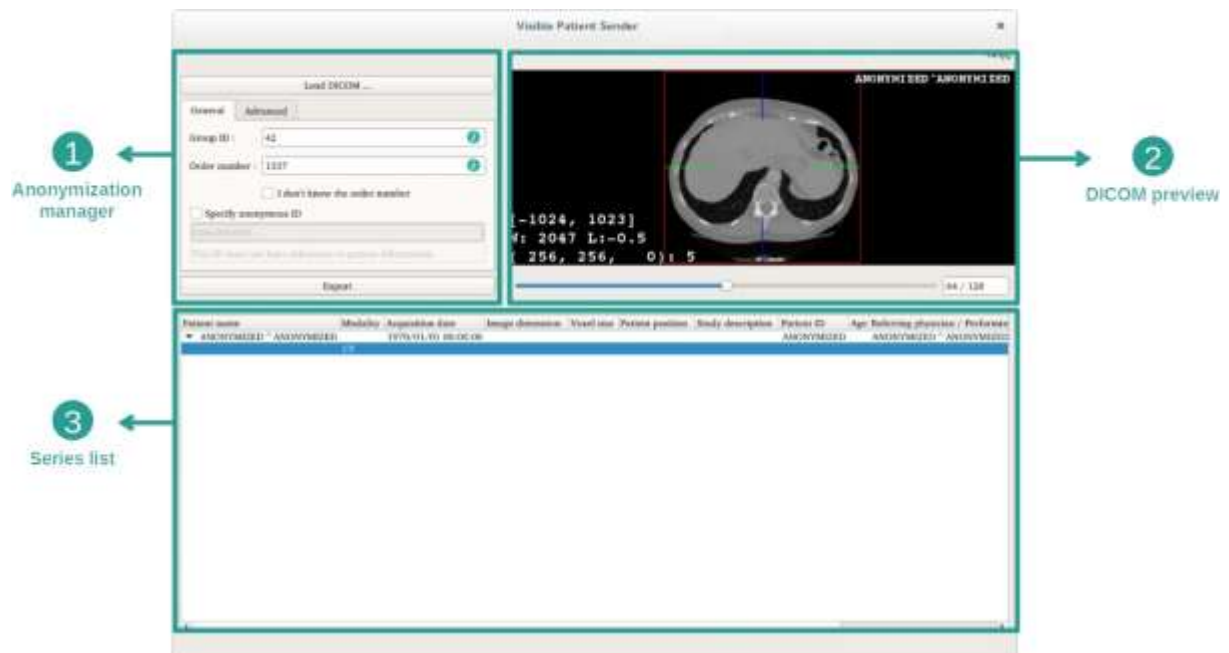 Visible Patient Sender
Load DICOM ...
General Advanced
Group ID : 42
Order number : 1337
I don't know the order number
Specify anonymous ID
Export
ANONYMIZED^ANONYMIZED
[-1024, 1023]
W: 2047 L:-0.5
( 256, 256, 0): 5
64 / 128
1
Anonymization
manager
2
DICOM preview
Patient name Modality Acquisition date Image dimension Voxel size Patient position Study description Patient ID Age Referring physician / Performin
ANONYMIZED ^ ANONYMIZED 1970/01/01 00:00:00 ANONYMIZED ANONYMIZED ^ ANONYMIZED
CT
3
Series list